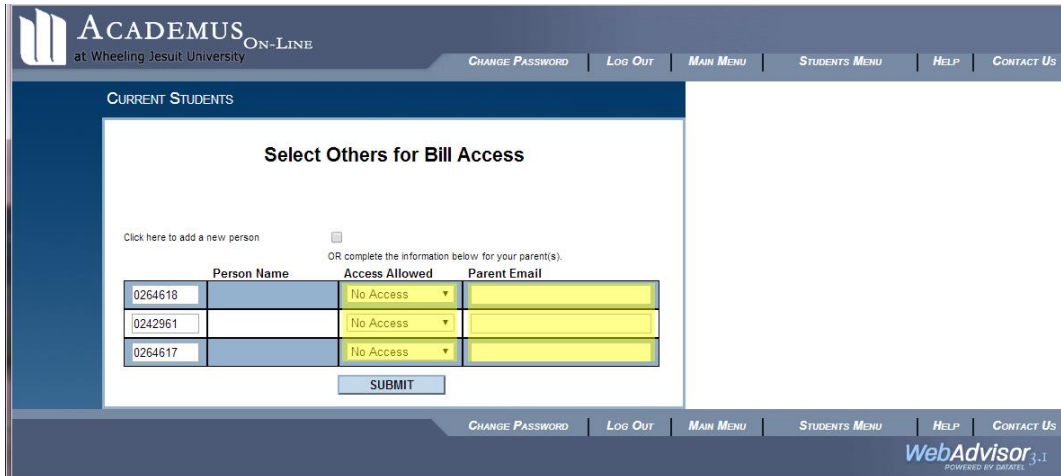 ACADEMUS ON-LINE
at Wheeling Jesuit University
CHANGE PASSWORD LOG OUT MAIN MENU STUDENTS MENU HELP CONTACT US
CURRENT STUDENTS
Select Others for Bill Access
Click here to add a new person
OR complete the information below for your parent(s).
Person Name Access Allowed Parent Email
0264618 No Access
0242961 No Access
0264617 No Access
SUBMIT
CHANGE PASSWORD LOG OUT MAIN MENU STUDENTS MENU HELP CONTACT US
WebAdvisor 3.1
POWERED BY DATATEL